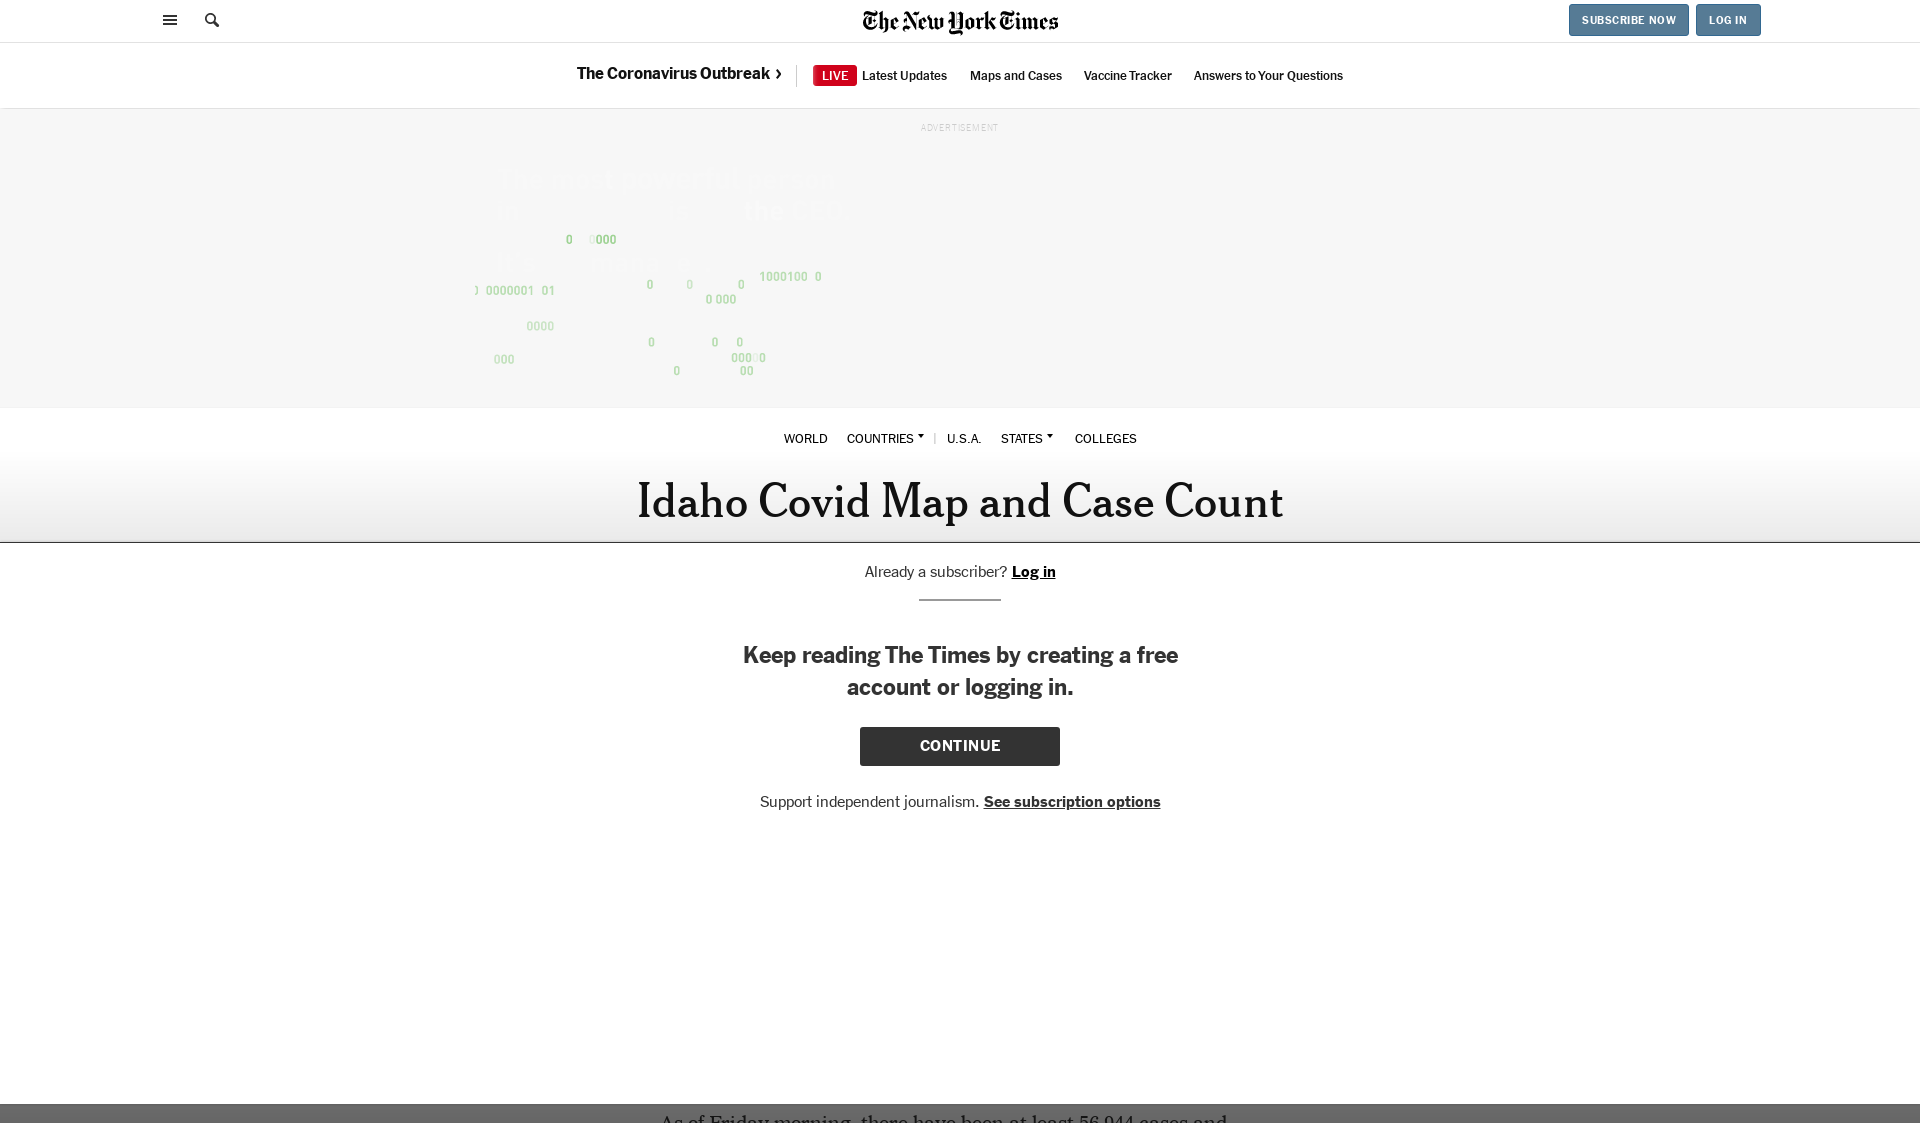 The New York Times
SUBSCRIBE NOW
LOG IN
The Coronavirus Outbreak ›
LIVE Latest Updates
Maps and Cases
Vaccine Tracker
Answers to Your Questions
ADVERTISEMENT
0 0000
1000100 0
0 0 0
0000001 01
0 000
0000
0 0 0
000 0
000
0 00
WORLD COUNTRIES | U.S.A. STATES COLLEGES
Idaho Covid Map and Case Count
Already a subscriber? Log in
Keep reading The Times by creating a free
account or logging in.
CONTINUE
Support independent journalism. See subscription options
As of Friday morning, there have been at least 56,944 cases and